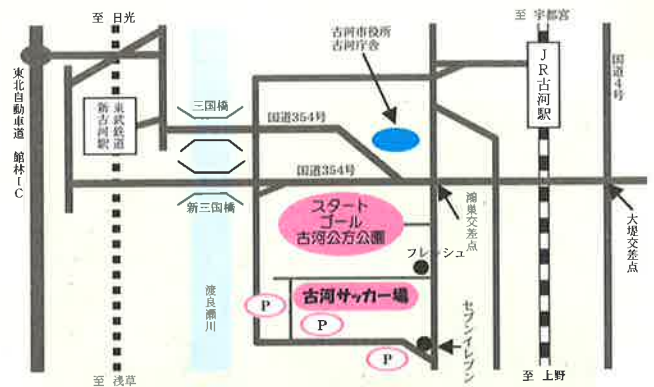 至 日光
至 宇都宮
古河市役所
古河庁舎
JR古河駅
国道4号
東北自動車道 館林IC
東武鉄道
新古河駅
三国橋
国道354号
国道354号
新三国橋
スタート
ゴール
古河公方公園
鴻巣交差点
大堤交差点
フレッシュ
渡良瀬川
古河サッカー場
P
P
P
セブンイレブン
至 浅草
至 上野